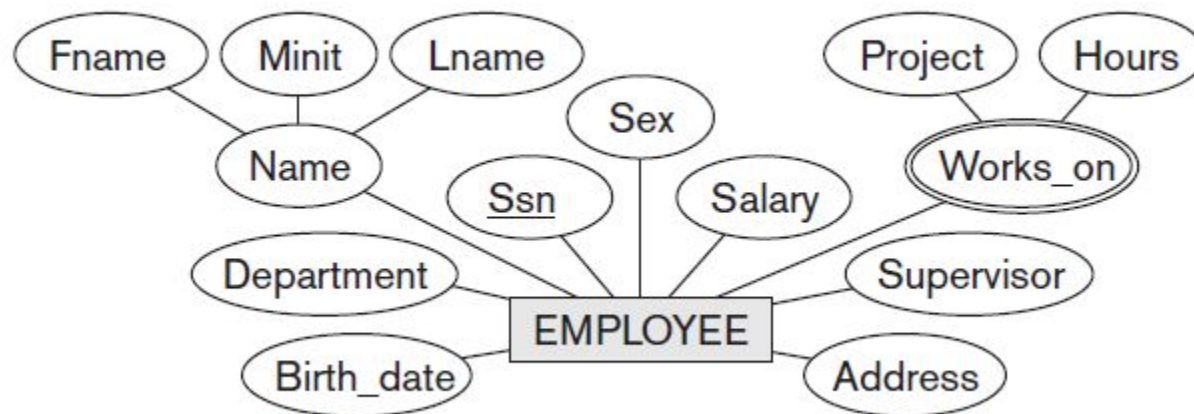 Fname Minit Lname Project Hours
Sex
Name Works_on
Ssn Salary
Department Supervisor
EMPLOYEE
Birth_date Address